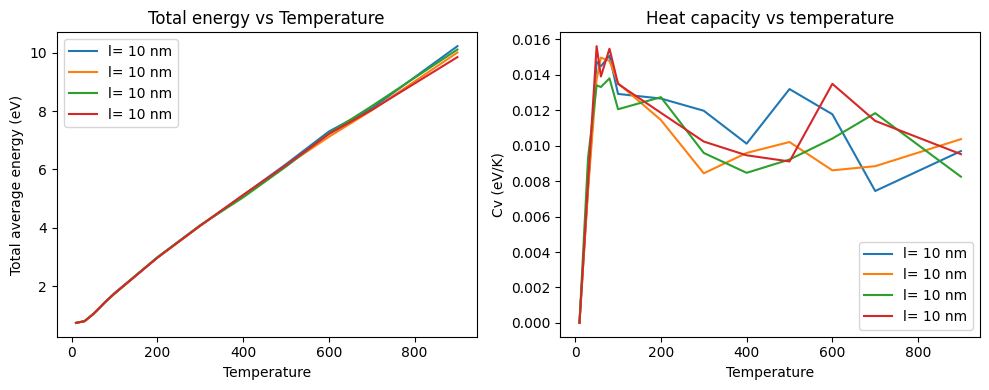 Total energy vs Temperature
Total average energy (eV)
10
8
6
4
2
l= 10 nm
l= 10 nm
l= 10 nm
l= 10 nm
0
200
400
600
800
Temperature
Heat capacity vs temperature
Cv (eV/K)
0.016
0.014
0.012
0.010
0.008
0.006
0.004
0.002
0.000
l= 10 nm
l= 10 nm
l= 10 nm
l= 10 nm
0
200
400
600
800
Temperature